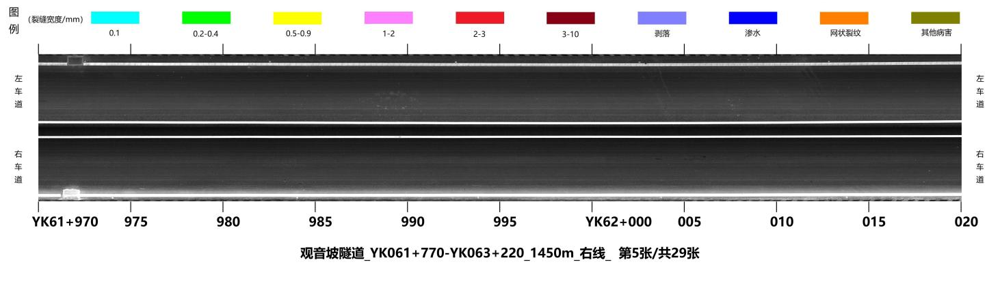 图例 (裂缝宽度/mm) 0.1 0.2-0.4 0.5-0.9 1-2 2-3 3-10 剥落 渗水 网状裂纹 其他病害
左车道 左车道
右车道 右车道
YK61+970 975 980 985 990 995 YK62+000 005 010 015 020
观音坡隧道_YK061+770-YK063+220_1450m_右线_ 第5张/共29张